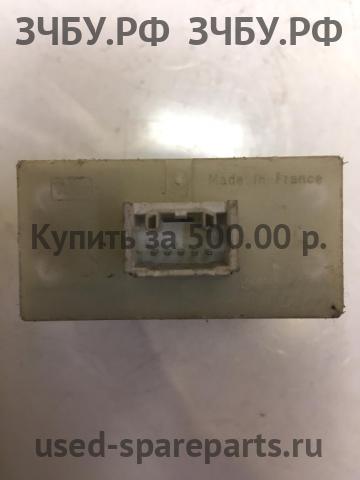 ЗЧБУ.РФ ЗЧБУ.РФ
Made in France
Купить за 500.00 р.
used-spareparts.ru